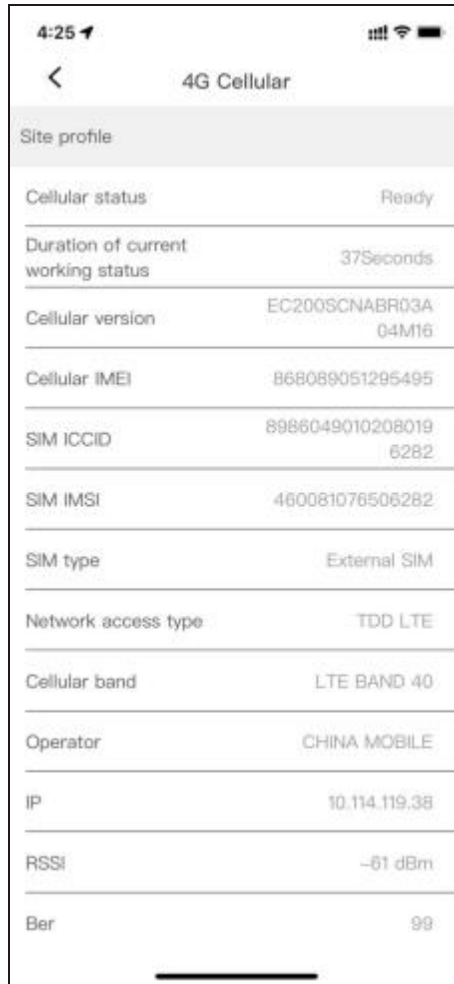 4:25
4G Cellular
Site profile
Cellular status Ready
Duration of current
working status 37Seconds
Cellular version EC200SCNABR03A
04M16
Cellular IMEI 868089051295495
SIM ICCID 8986049010208019
6282
SIM IMSI 460081076506282
SIM type External SIM
Network access type TDD LTE
Cellular band LTE BAND 40
Operator CHINA MOBILE
IP 10.114.119.38
RSSI -61 dBm
Ber 99